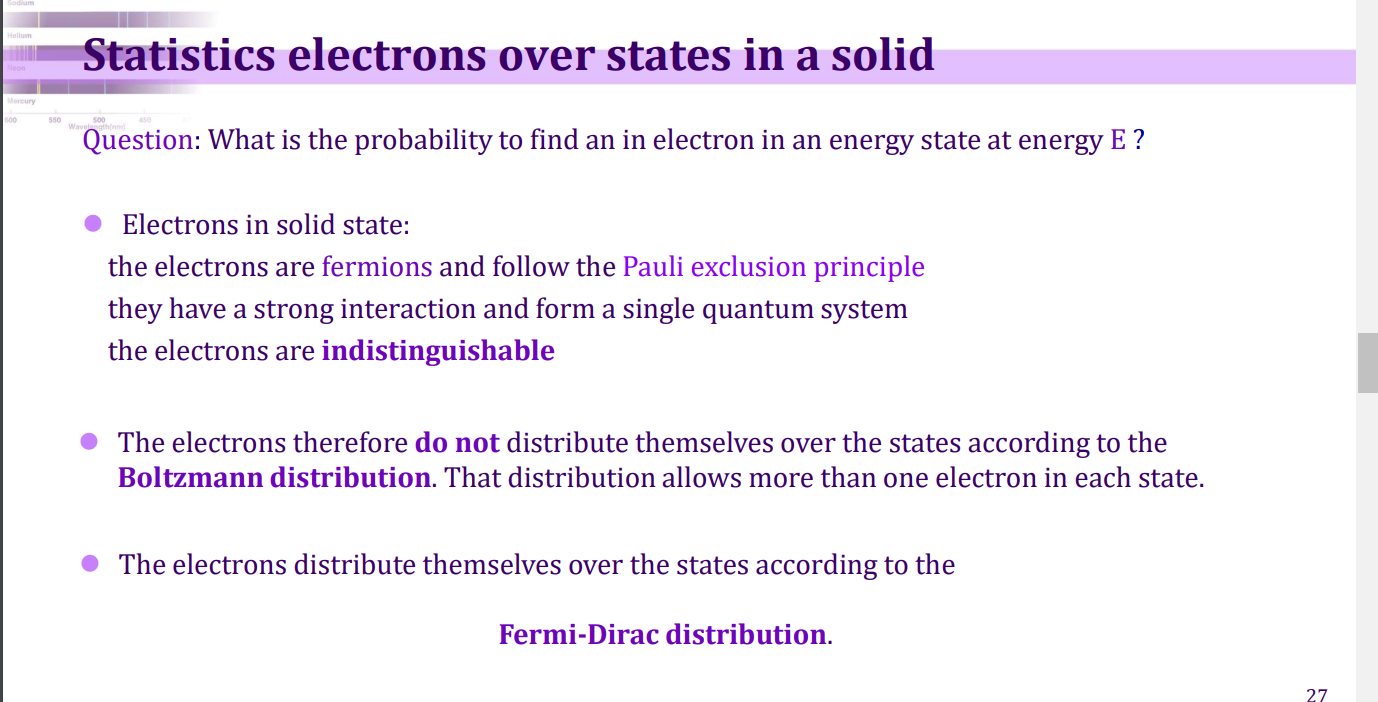 Sodium
Helium
Neon
Mercury
600 550 500 450
Wavelength(nm)
Statistics electrons over states in a solid
Question: What is the probability to find an in electron in an energy state at energy E ?
Electrons in solid state:
the electrons are fermions and follow the Pauli exclusion principle
they have a strong interaction and form a single quantum system
the electrons are indistinguishable
The electrons therefore do not distribute themselves over the states according to the
Boltzmann distribution. That distribution allows more than one electron in each state.
The electrons distribute themselves over the states according to the
Fermi-Dirac distribution.
27